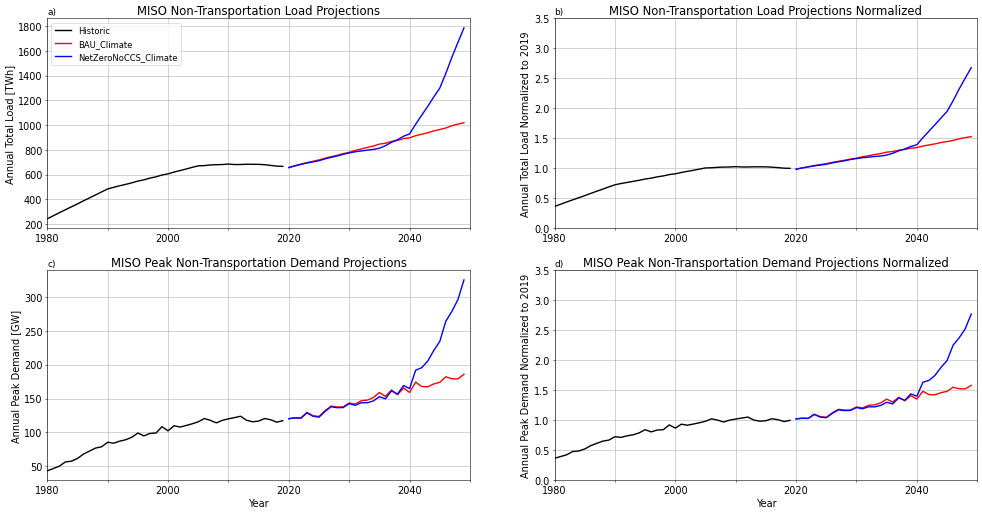 a)
MISO Non-Transportation Load Projections
Annual Total Load [TWh]
1800
1600
1400
1200
1000
800
600
400
200
Historic
BAU_Climate
NetZeroNoCCS_Climate
1980
2000
2020
2040
b)
MISO Non-Transportation Load Projections Normalized
Annual Total Load Normalized to 2019
3.5
3.0
2.5
2.0
1.5
1.0
0.5
0.0
1980
2000
2020
2040
c)
MISO Peak Non-Transportation Demand Projections
Annual Peak Demand [GW]
300
250
200
150
100
50
1980
2000
2020
2040
Year
d)
MISO Peak Non-Transportation Demand Projections Normalized
Annual Peak Demand Normalized to 2019
3.5
3.0
2.5
2.0
1.5
1.0
0.5
0.0
1980
2000
2020
2040
Year